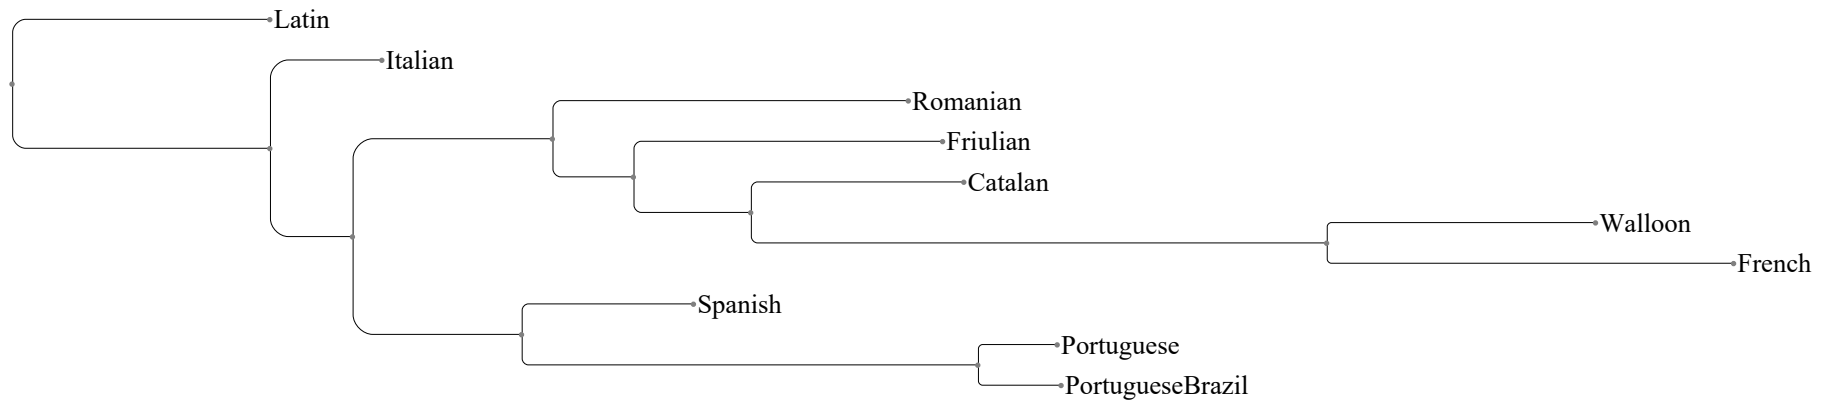 Latin
Italian
Romanian
Friulian
Catalan
Walloon
French
Spanish
Portuguese
PortugueseBrazil